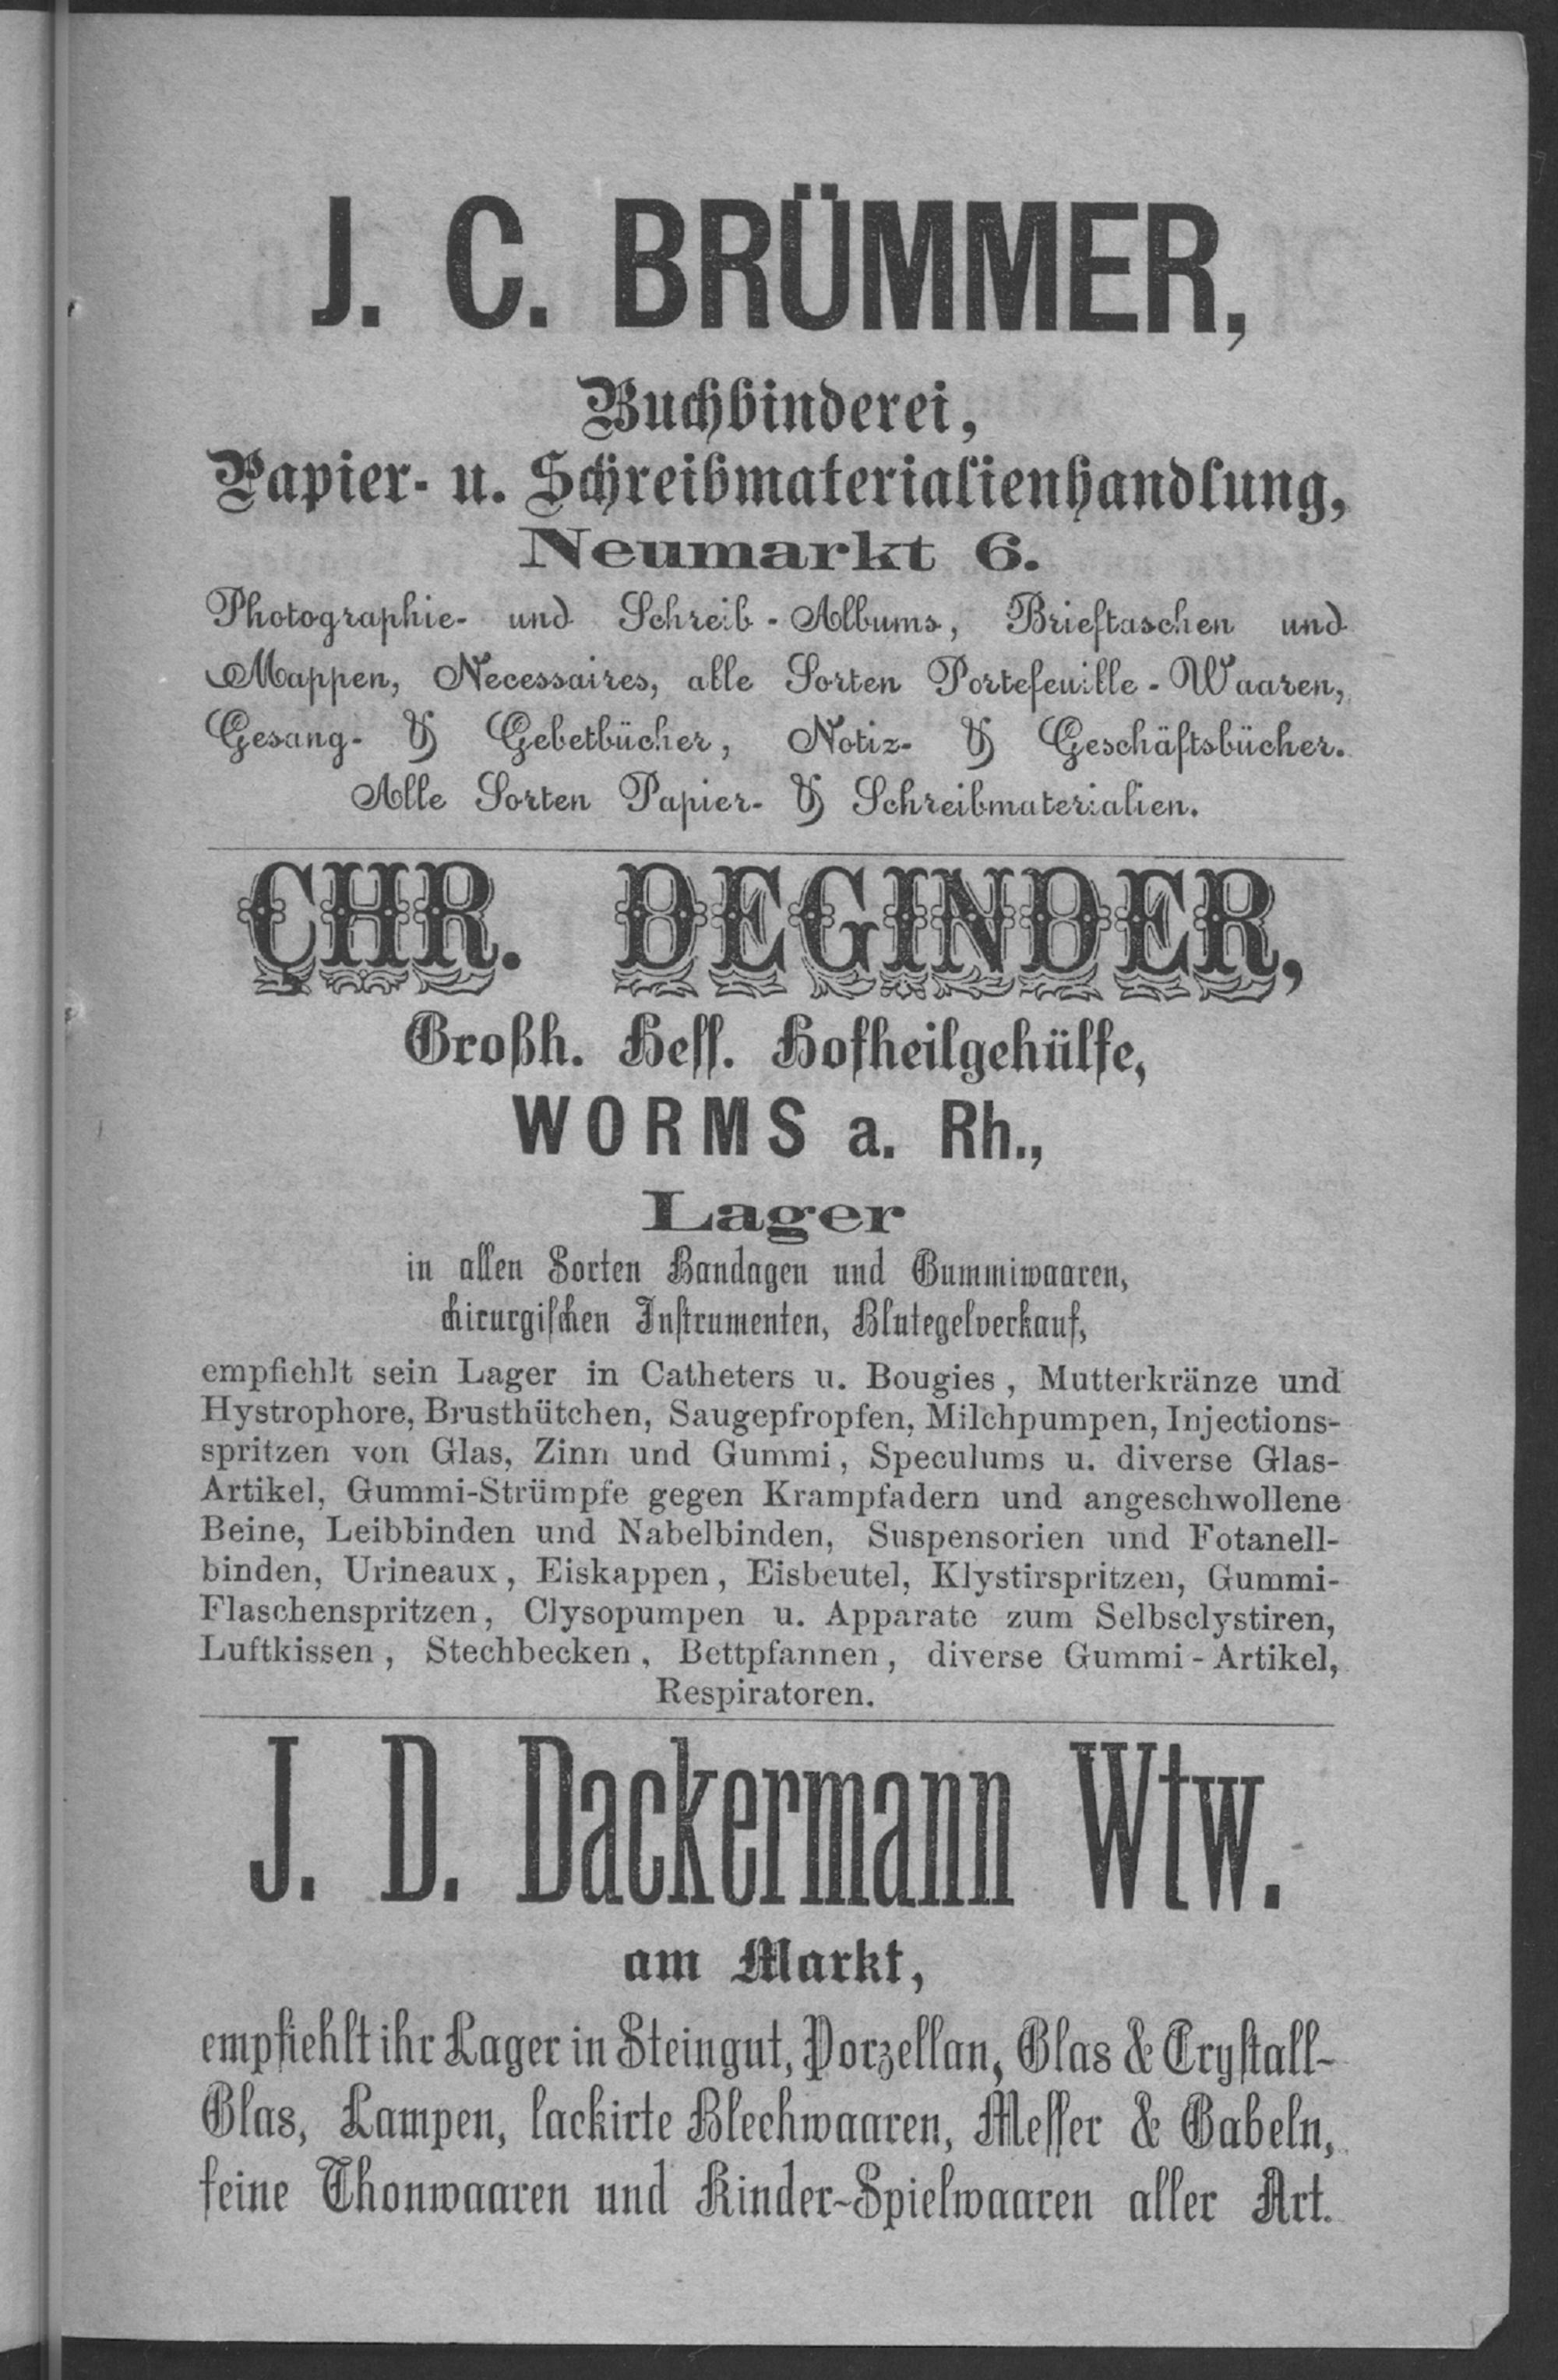 J. C. BRÜMMER,
Buchbinderei,
Papier- u. Schreibmaterialienhandlung,
Neumarkt 6.
Photographie- und Schreib-Albums, Brieftaschen und
Mappen, Necessaires, alle Sorten Portefeuille-Waaren,
Gesang- & Gebetbücher, Notiz- & Geschäftsbücher.
Alle Sorten Papier- & Schreibmaterialien.
CHR. DEGINDER,
Großh. Hess. Hofheilgehülfe,
WORMS a. Rh.,
Lager
in allen Sorten Bandagen und Gummiwaaren,
chirurgischen Instrumenten, Blutegelverkauf,
empfiehlt sein Lager in Catheters u. Bougies, Mutterkränze und
Hystrophore, Brusthütchen, Saugepfropfen, Milchpumpen, Injections-
spritzen von Glas, Zinn und Gummi, Speculums u. diverse Glas-
Artikel, Gummi-Strümpfe gegen Krampfadern und angeschwollene
Beine, Leibbinden und Nabelbinden, Suspensorien und Fotanell-
binden, Urineaux, Eiskappen, Eisbeutel, Klystirspritzen, Gummi-
Flaschenspritzen, Clysopumpen u. Apparate zum Selbsclystiren,
Luftkissen, Stechbecken, Bettpfannen, diverse Gummi-Artikel,
Respiratoren.
J. D. Dackermann Wtw.
am Markt,
empfiehlt ihr Lager in Steingut, Porzellan, Glas & Crystall-
Glas, Lampen, lackirte Blechwaaren, Messer & Gabeln,
feine Thonwaaren und Kinder-Spielwaaren aller Art.